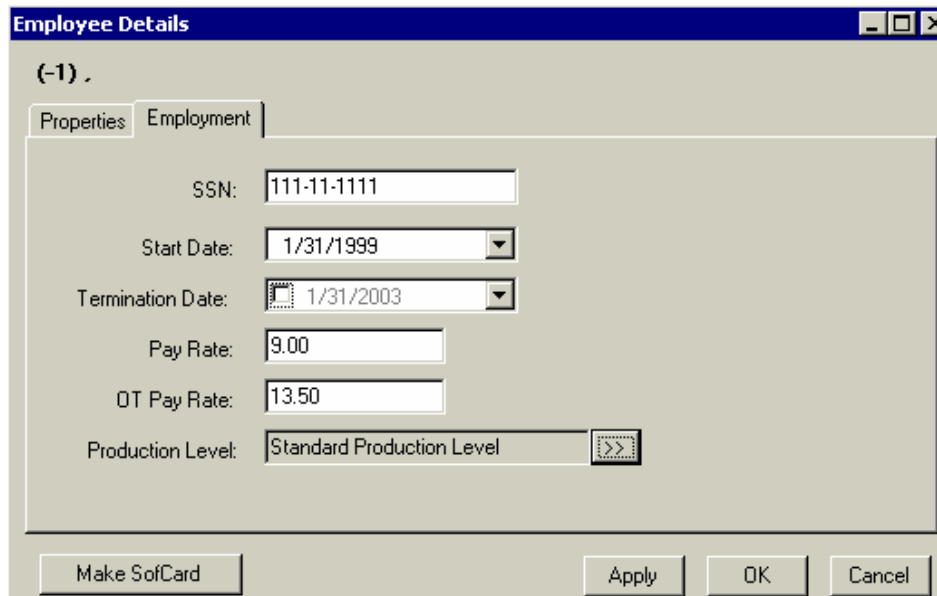 Employee Details
(-1) ,
Properties Employment
SSN: 111-11-1111
Start Date: 1/31/1999
Termination Date: 1/31/2003
Pay Rate: 9.00
OT Pay Rate: 13.50
Production Level: Standard Production Level >>
Make SofCard Apply OK Cancel